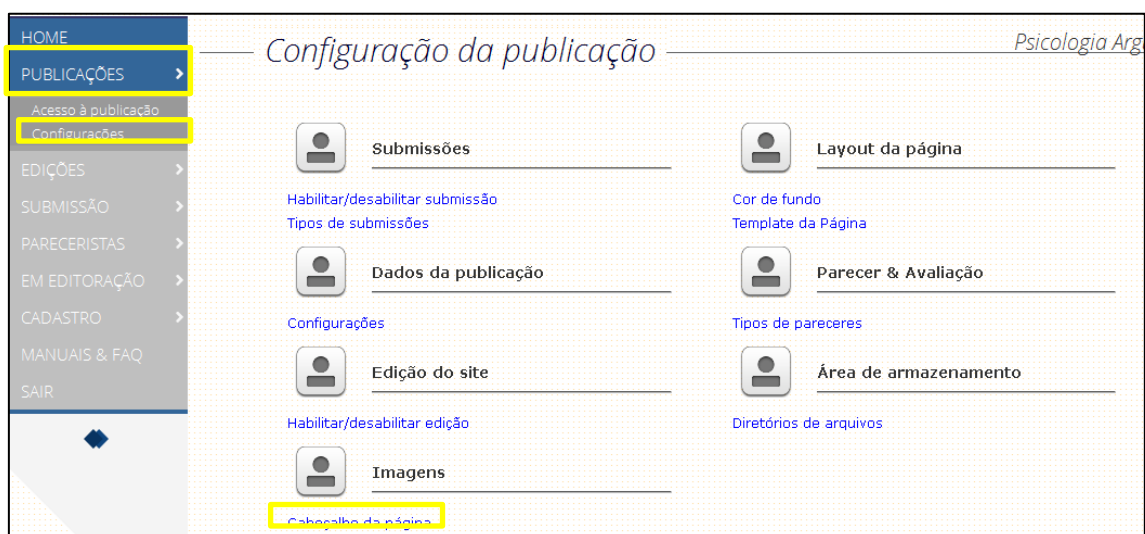 HOME
PUBLICAÇÕES
Acesso à publicação
Configurações
EDIÇÕES
SUBMISSÃO
PARECERISTAS
EM EDITORAÇÃO
CADASTRO
MANUAIS & FAQ
SAIR
Configuração da publicação
Psicologia Arg
Submissões
Habilitar/desabilitar submissão
Tipos de submissões
Layout da página
Cor de fundo
Template da Página
Dados da publicação
Configurações
Parecer & Avaliação
Tipos de pareceres
Edição do site
Habilitar/desabilitar edição
Área de armazenamento
Diretórios de arquivos
Imagens
Cabeçalho da página